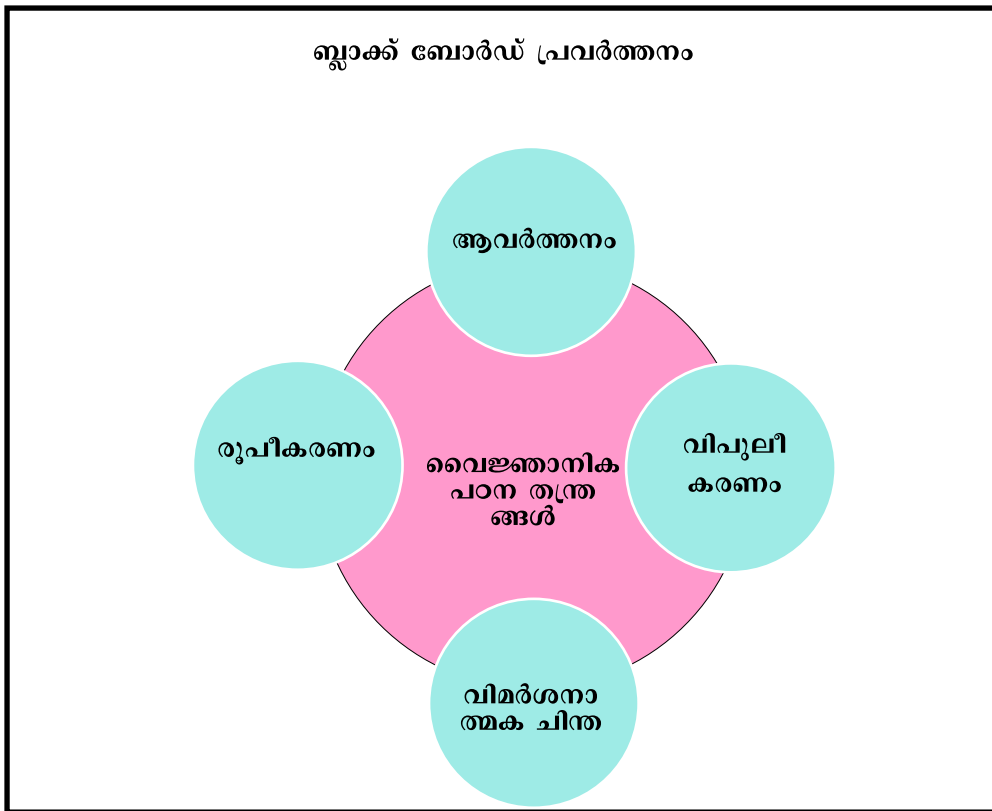 ബ്ലാക്ക് ബോർഡ് പ്രവർത്തനം
ആവർത്തനം
രൂപീകരണം
വൈജ്ഞാനിക
പഠന തന്ത്ര
ങ്ങൾ
വിപുലീ
കരണം
വിമർശനാ
ത്മക ചിന്ത